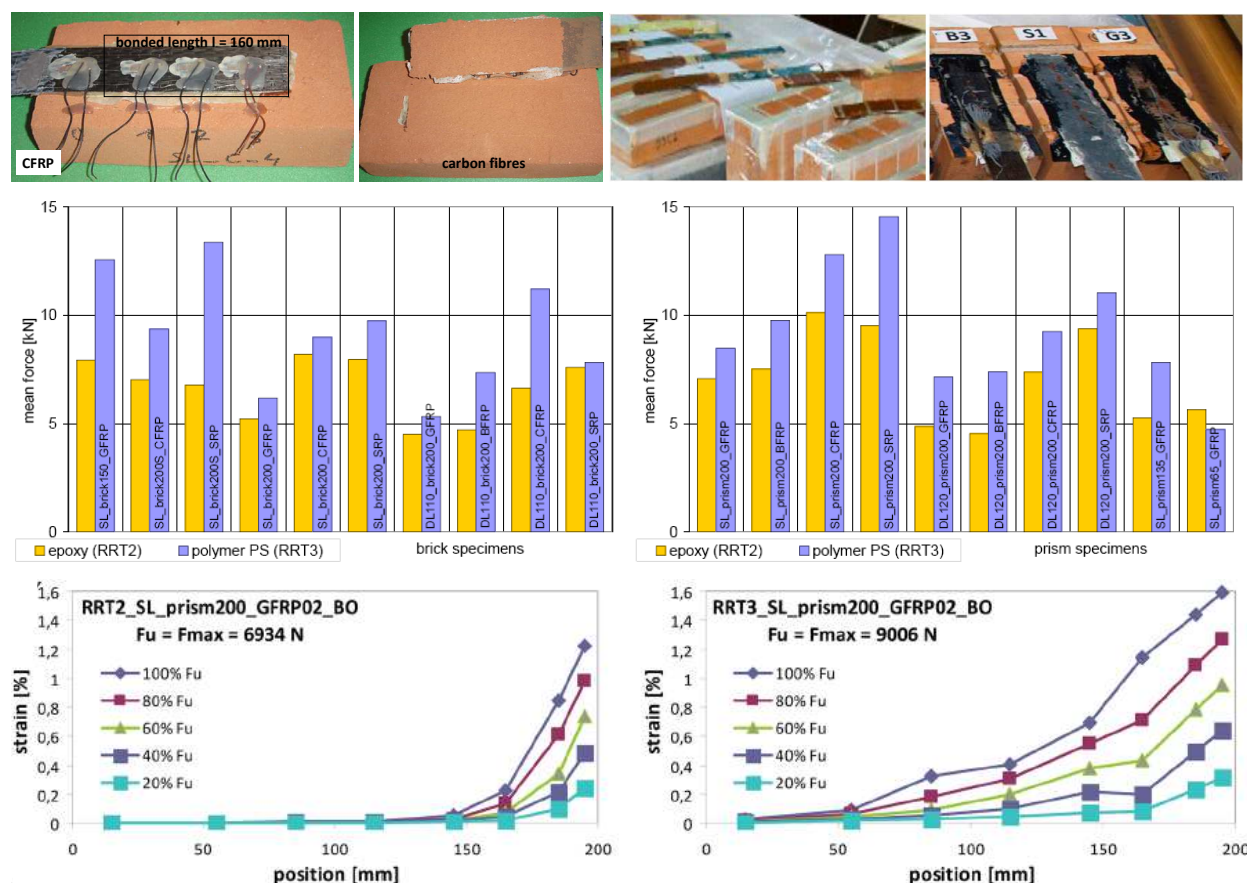 bonded length l = 160 mm
CFRP
carbon fibres
B3
S1
G3
15
10
5
0
mean force [kN]
SL_brick150_GFRP
SL_brick200S_CFRP
SL_brick200S_SRP
SL_brick200_GFRP
SL_brick200_CFRP
SL_brick200_SRP
DL110_brick200_GFRP
DL110_brick200_BFRP
DL110_brick200_CFRP
DL110_brick200_SRP
epoxy (RRT2)
polymer PS (RRT3)
brick specimens
15
10
5
0
mean force [kN]
SL_prism200_GFRP
SL_prism200_BFRP
SL_prism200_CFRP
SL_prism200_SRP
DL120_prism200_GFRP
DL120_prism200_BFRP
DL120_prism200_CFRP
DL120_prism200_SRP
SL_prism135_GFRP
SL_prism65_GFRP
epoxy (RRT2)
polymer PS (RRT3)
prism specimens
RRT2_SL_prism200_GFRP02_BO
Fu = Fmax = 6934 N
100% Fu
80% Fu
60% Fu
40% Fu
20% Fu
1,6
1,4
1,2
1
0,8
0,6
0,4
0,2
0
strain [%]
0
50
100
150
200
position [mm]
RRT3_SL_prism200_GFRP02_BO
Fu = Fmax = 9006 N
100% Fu
80% Fu
60% Fu
40% Fu
20% Fu
1,6
1,4
1,2
1
0,8
0,6
0,4
0,2
0
strain [%]
0
50
100
150
200
position [mm]